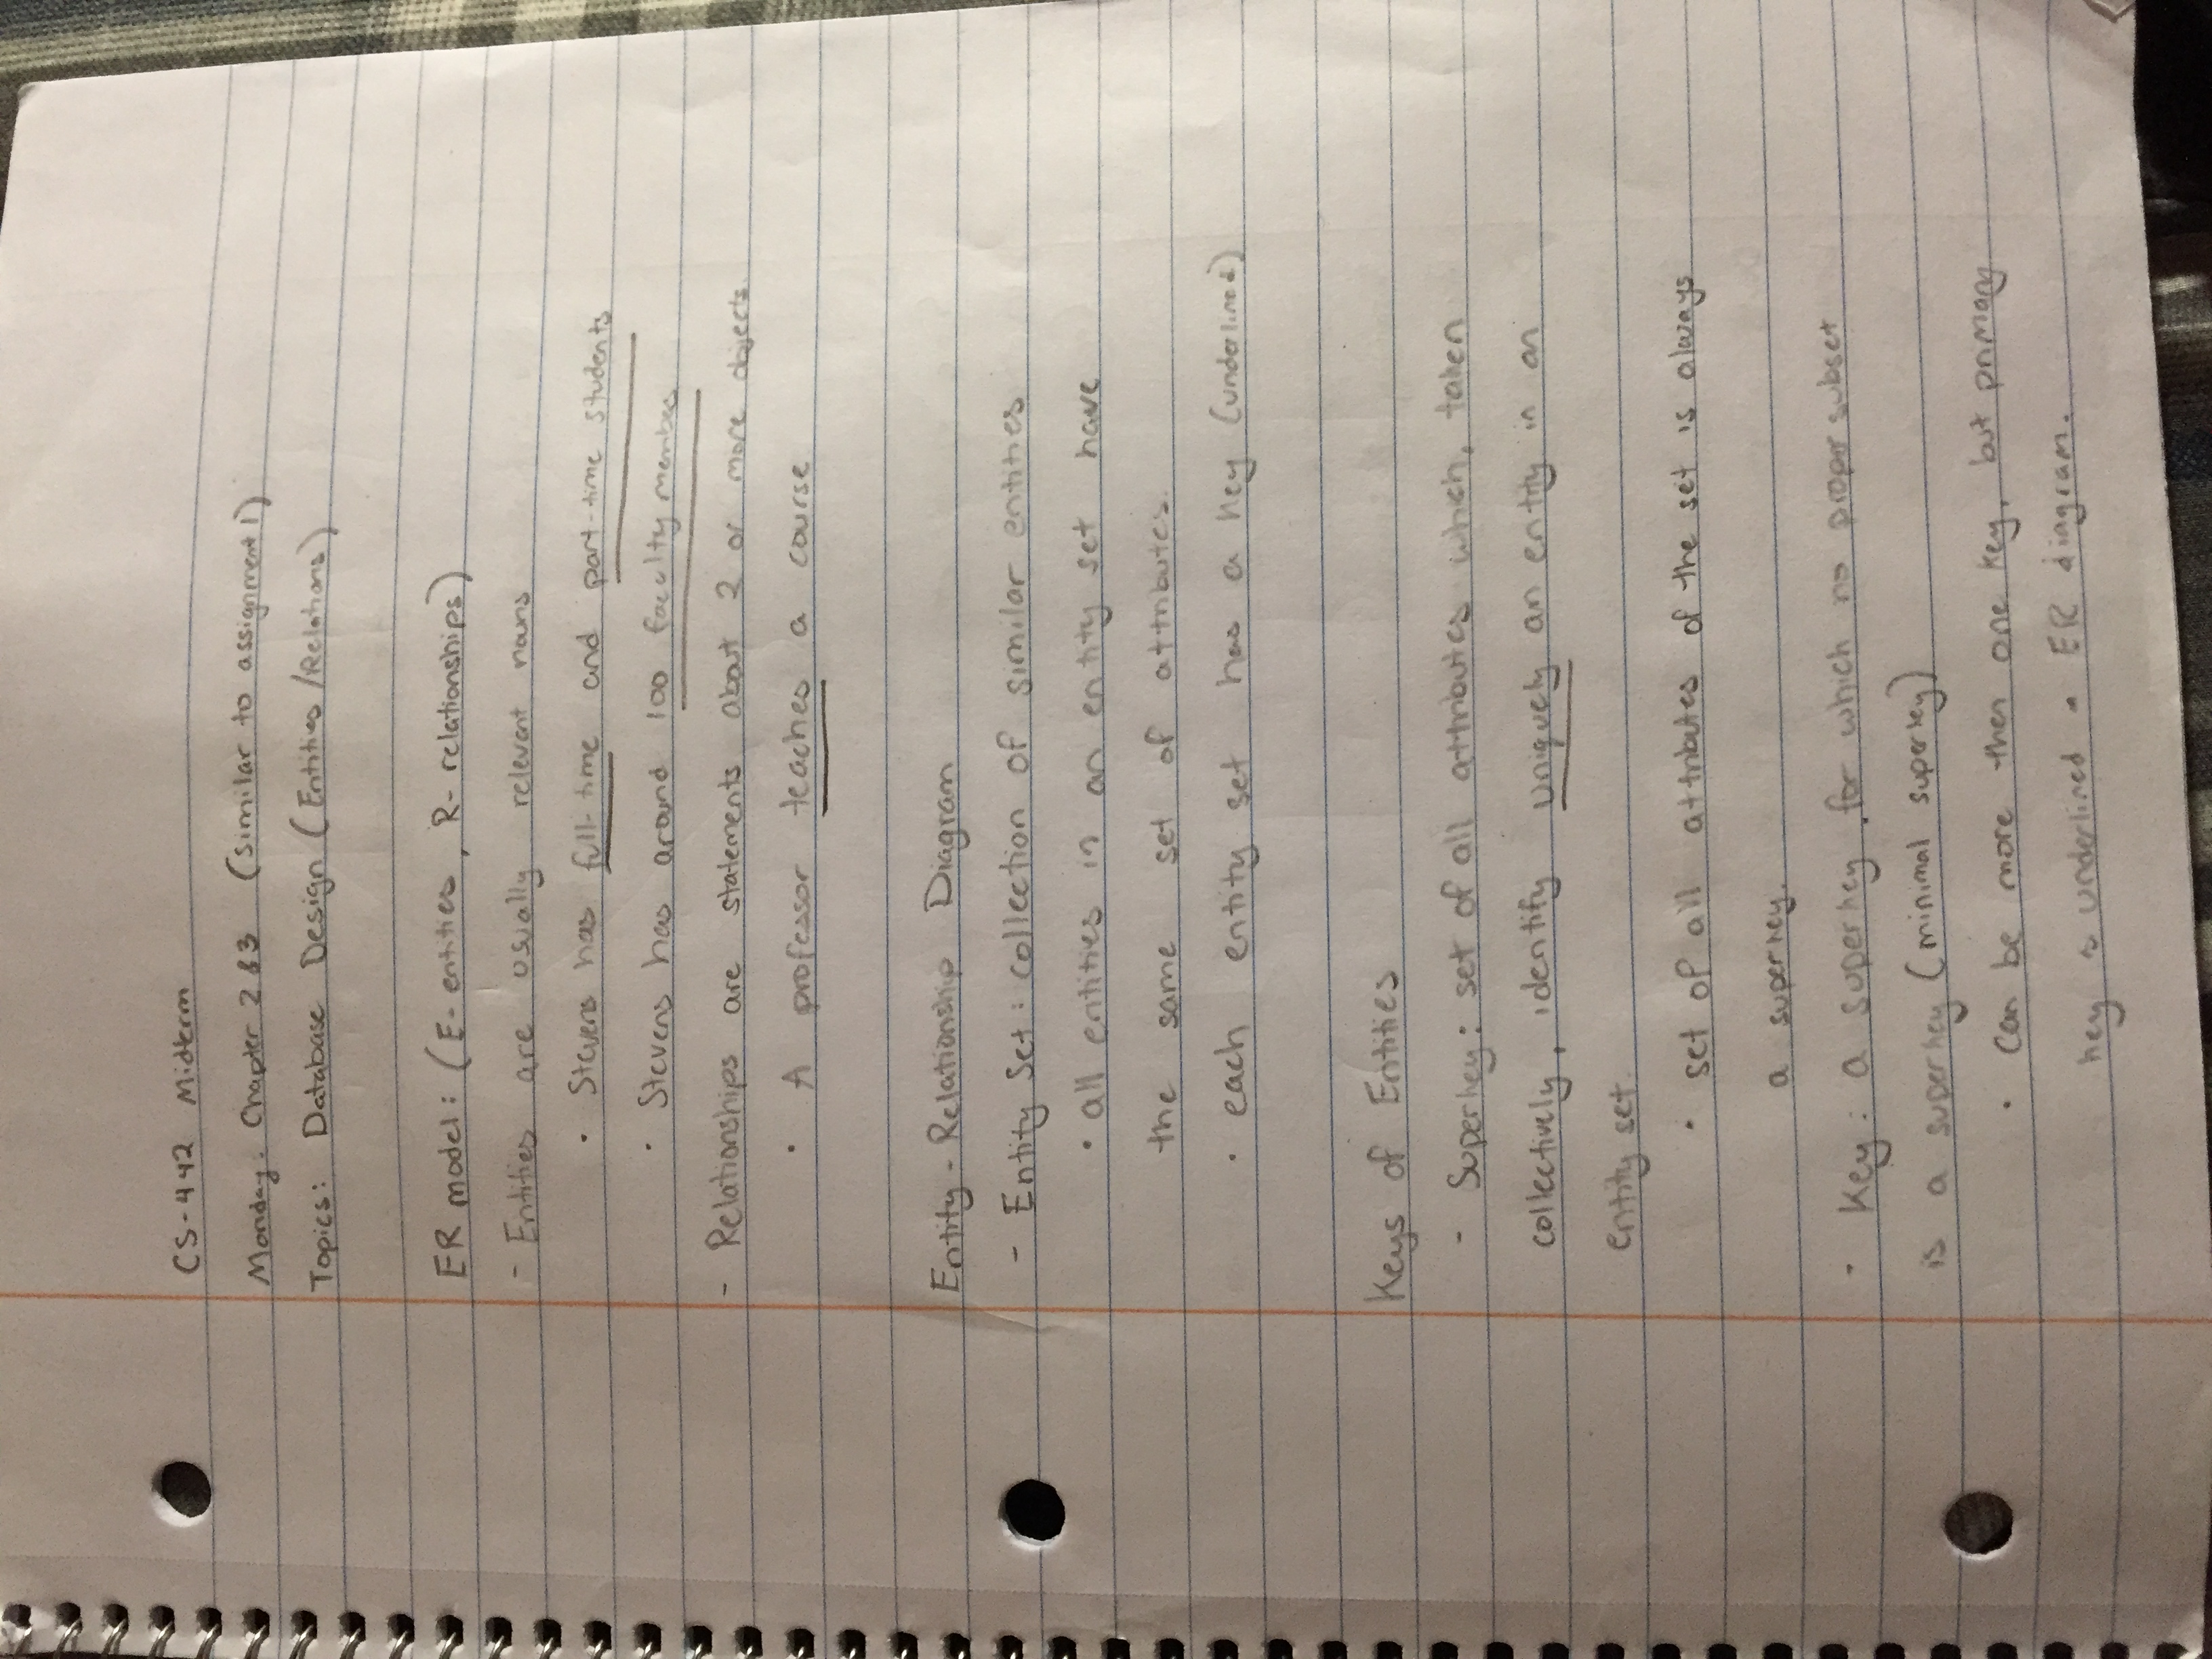 CS-442 Midterm
Monday. Chapter 2 & 3 (similar to assignment 1)
Topics: Database Design (Entities/Relations)
ER model: (E- entities, R- relationships)
- Entities are usually relevant nouns
· Stevens has full-time and part-time students
· Stevens has around 100 faculty members
- Relationships are statements about 2 or more objects.
· A professor teaches a course
Entity-Relationship Diagram
- Entity Set: collection of similar entities
· all entities in an entity set have
the same set of attributes.
· each entity set has a key (underlined)
Keys of Entities
- Superkey: set of all attributes which, taken
collectively, identify uniquely an entity in an
entity set.
· set of all attributes of the set is always
a superkey.
- Key: a superkey for which no proper subset
is a superkey (minimal superkey)
· Can be more then one key, but primary
key is underlined ER diagram.